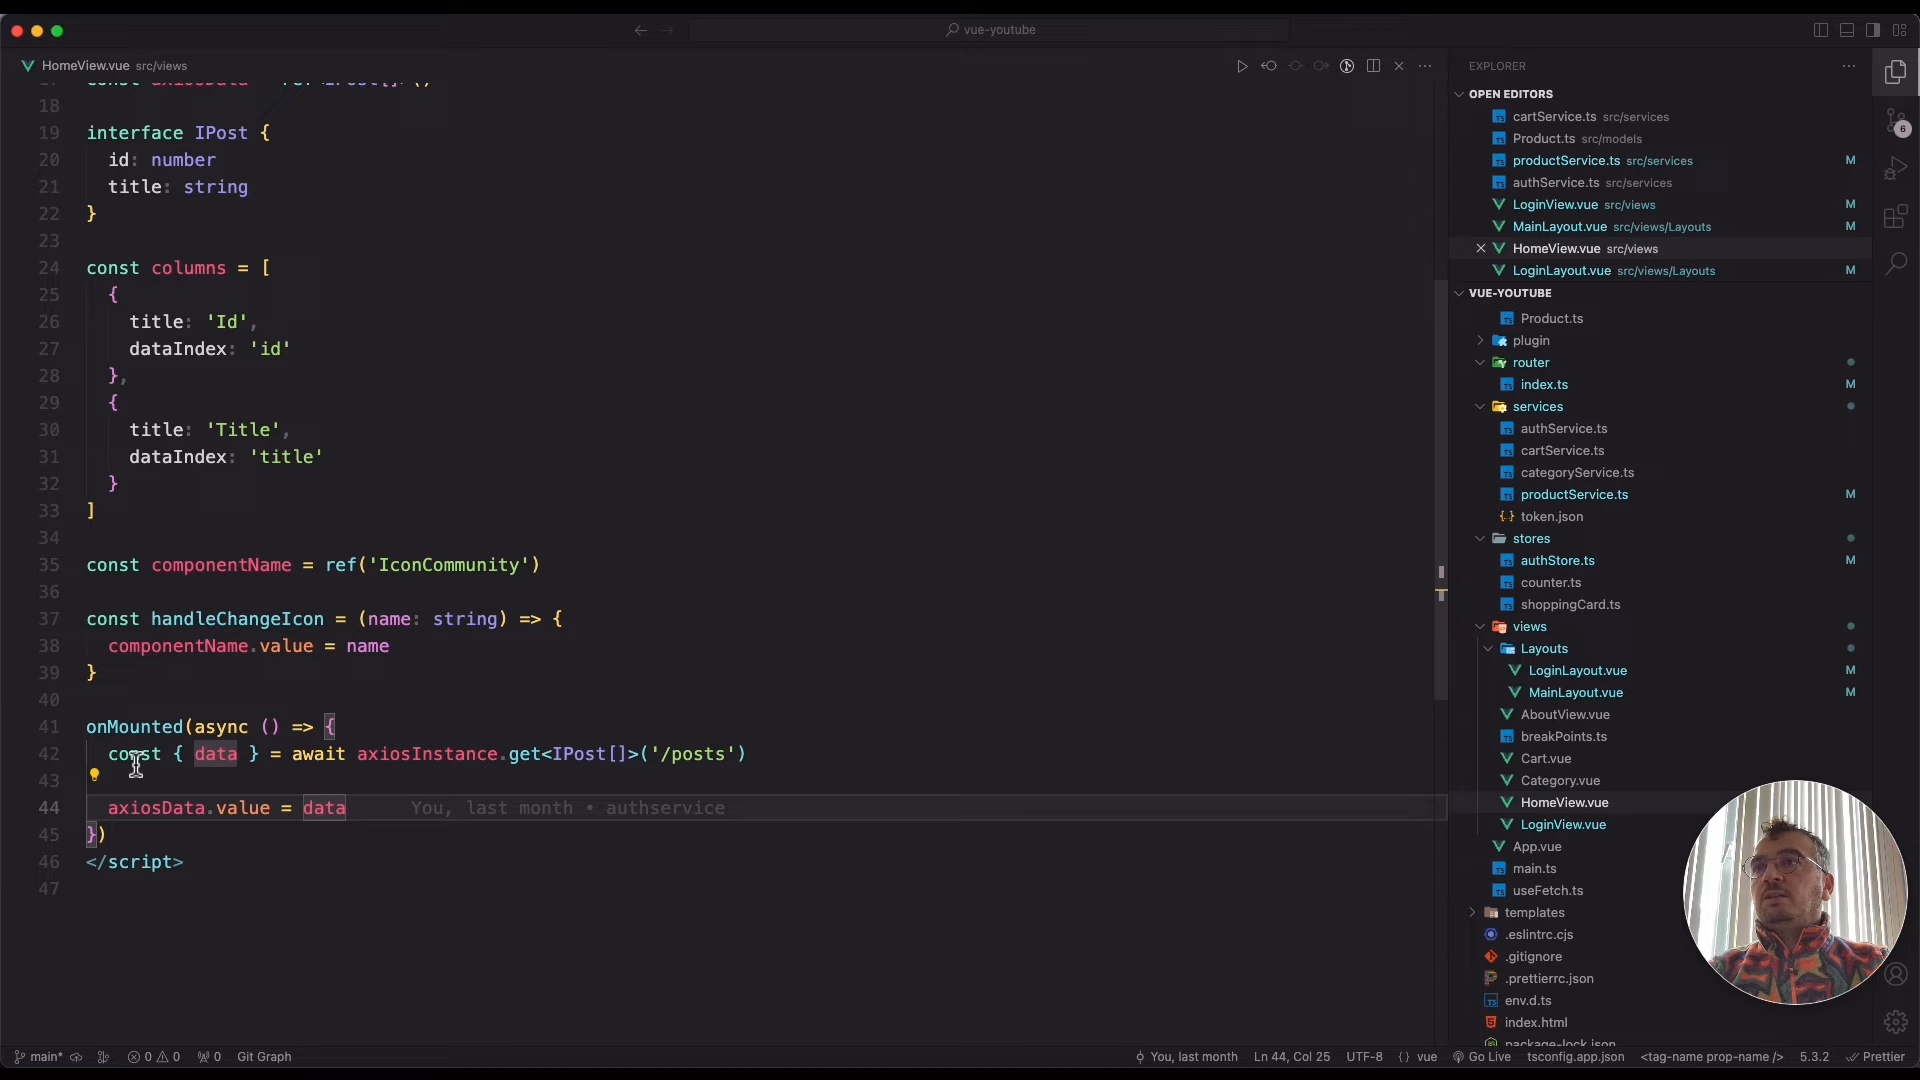 vue-youtube
HomeView.vue src/views
18
19 interface IPost {
20 id: number
21 title: string
22 }
23
24 const columns = [
25 {
26 title: 'Id',
27 dataIndex: 'id'
28 },
29 {
30 title: 'Title',
31 dataIndex: 'title'
32 }
33 ]
34
35 const componentName = ref('IconCommunity')
36
37 const handleChangeIcon = (name: string) => {
38 componentName.value = name
39 }
40
41 onMounted(async () => {
42 const { data } = await axiosInstance.get<IPost[]>('/posts')
43
44 axiosData.value = data You, last month • authservice
45 })
46 </script>
47
EXPLORER
OPEN EDITORS
cartService.ts src/services
Product.ts src/models
productService.ts src/services M
authService.ts src/services
LoginView.vue src/views M
MainLayout.vue src/views/Layouts M
HomeView.vue src/views
LoginLayout.vue src/views/Layouts M
VUE-YOUTUBE
Product.ts
plugin
router
index.ts M
services
authService.ts
cartService.ts
categoryService.ts
productService.ts M
token.json
stores
authStore.ts M
counter.ts
shoppingCard.ts
views
Layouts
LoginLayout.vue M
MainLayout.vue M
AboutView.vue
breakPoints.ts
Cart.vue
Category.vue
HomeView.vue
LoginView.vue
App.vue
main.ts
useFetch.ts
templates
.eslintrc.cjs
.gitignore
.prettierrc.json
env.d.ts
index.html
package-lock.json
6
main* 0 0 0 Git Graph You, last month Ln 44, Col 25 UTF-8 {} vue Go Live tsconfig.app.json <tag-name prop-name /> 5.3.2 Prettier